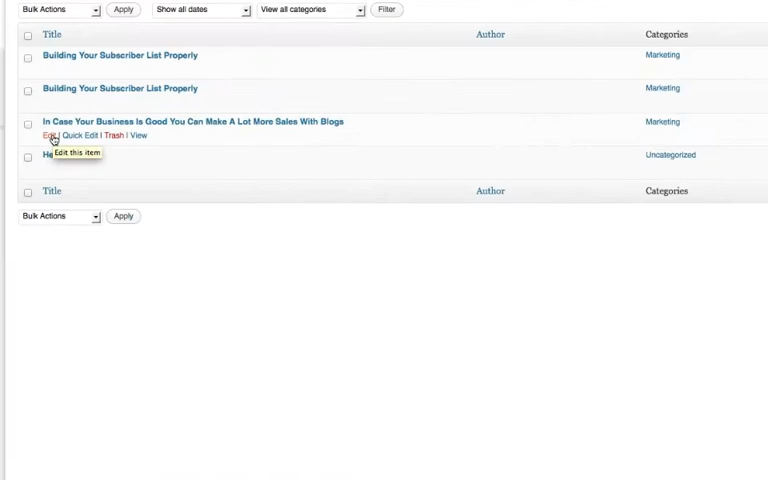 Bulk Actions Apply Show all dates View all categories Filter
Title Author Categories
Building Your Subscriber List Properly Marketing
Building Your Subscriber List Properly Marketing
In Case Your Business Is Good You Can Make A Lot More Sales With Blogs Marketing
Edit | Quick Edit | Trash | View
Edit this item
He Uncategorized
Title Author Categories
Bulk Actions Apply